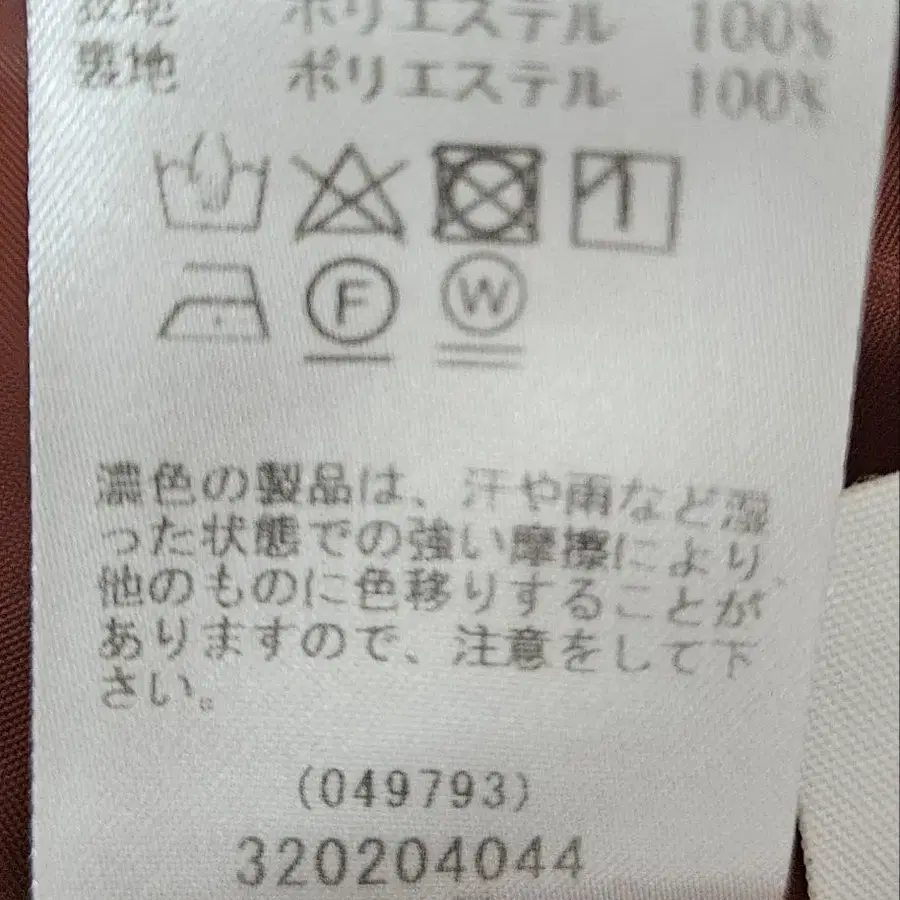 表地 ポリエステル 100%
裏地 ポリエステル 100%
F W
濃色の製品は、汗や雨など湿
った状態での強い摩擦により、
他のものに色移りすることが
ありますので、注意をして下
さい。
(049793)
320204044